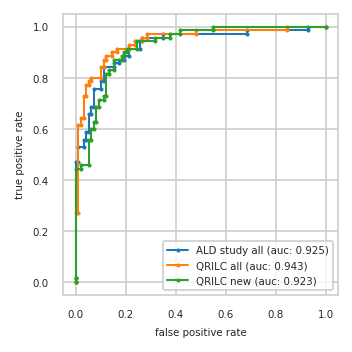 1.0
0.8
0.6
0.4
0.2
0.0
true positive rate
ALD study all (auc: 0.925)
QRILC all (auc: 0.943)
QRILC new (auc: 0.923)
0.0 0.2 0.4 0.6 0.8 1.0
false positive rate